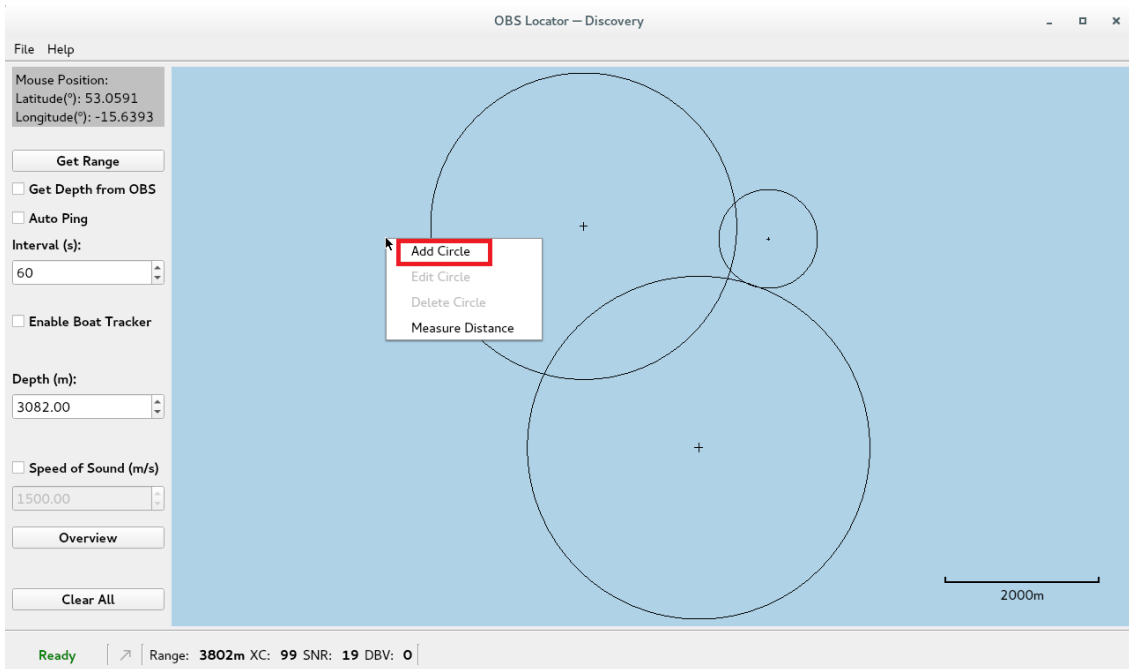 OBS Locator – Discovery
File Help
Mouse Position:
Latitude(º): 53.0591
Longitude(º): -15.6393
Get Range
Get Depth from OBS
Auto Ping
Interval (s):
60
Enable Boat Tracker
Depth (m):
3082.00
Speed of Sound (m/s)
1500.00
Overview
Clear All
Add Circle
Edit Circle
Delete Circle
Measure Distance
2000m
Ready Range: 3802m XC: 99 SNR: 19 DBV: 0